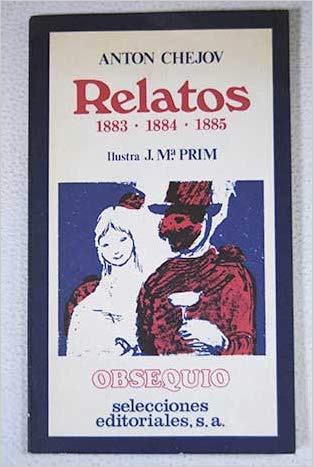 ANTON CHEJOV
Relatos
1883 · 1884 · 1885
Ilustra J. Mª PRIM
OBSEQUIO
selecciones
editoriales, s. a.